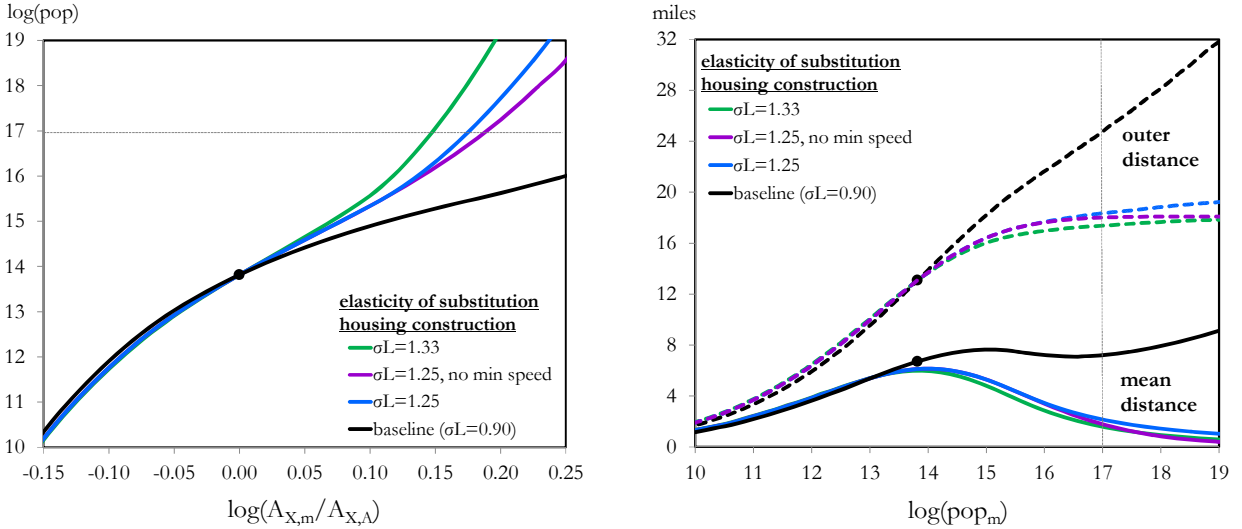 log(pop)
19
18
17
16
15
14
13
12
11
10
-0.15 -0.10 -0.05 0.00 0.05 0.10 0.15 0.20 0.25
log(A_X,m/A_X,A)
elasticity of substitution
housing construction
σL=1.33
σL=1.25, no min speed
σL=1.25
baseline (σL=0.90)
miles
32
28
24
20
16
12
8
4
0
10 11 12 13 14 15 16 17 18 19
log(pop_m)
elasticity of substitution
housing construction
σL=1.33
σL=1.25, no min speed
σL=1.25
baseline (σL=0.90)
outer
distance
mean
distance